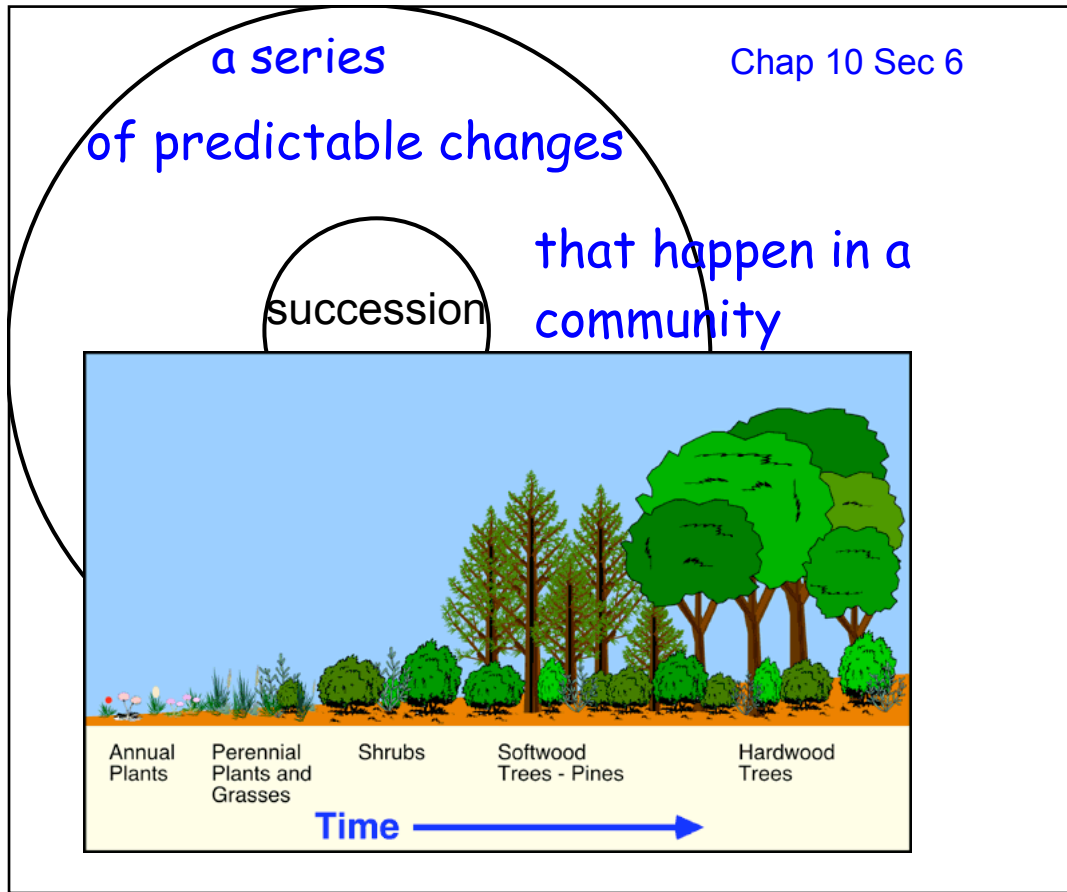 a series
Chap 10 Sec 6
of predictable changes
that happen in a
community
succession
Annual
Plants
Perennial
Plants and
Grasses
Shrubs
Softwood
Trees - Pines
Hardwood
Trees
Time